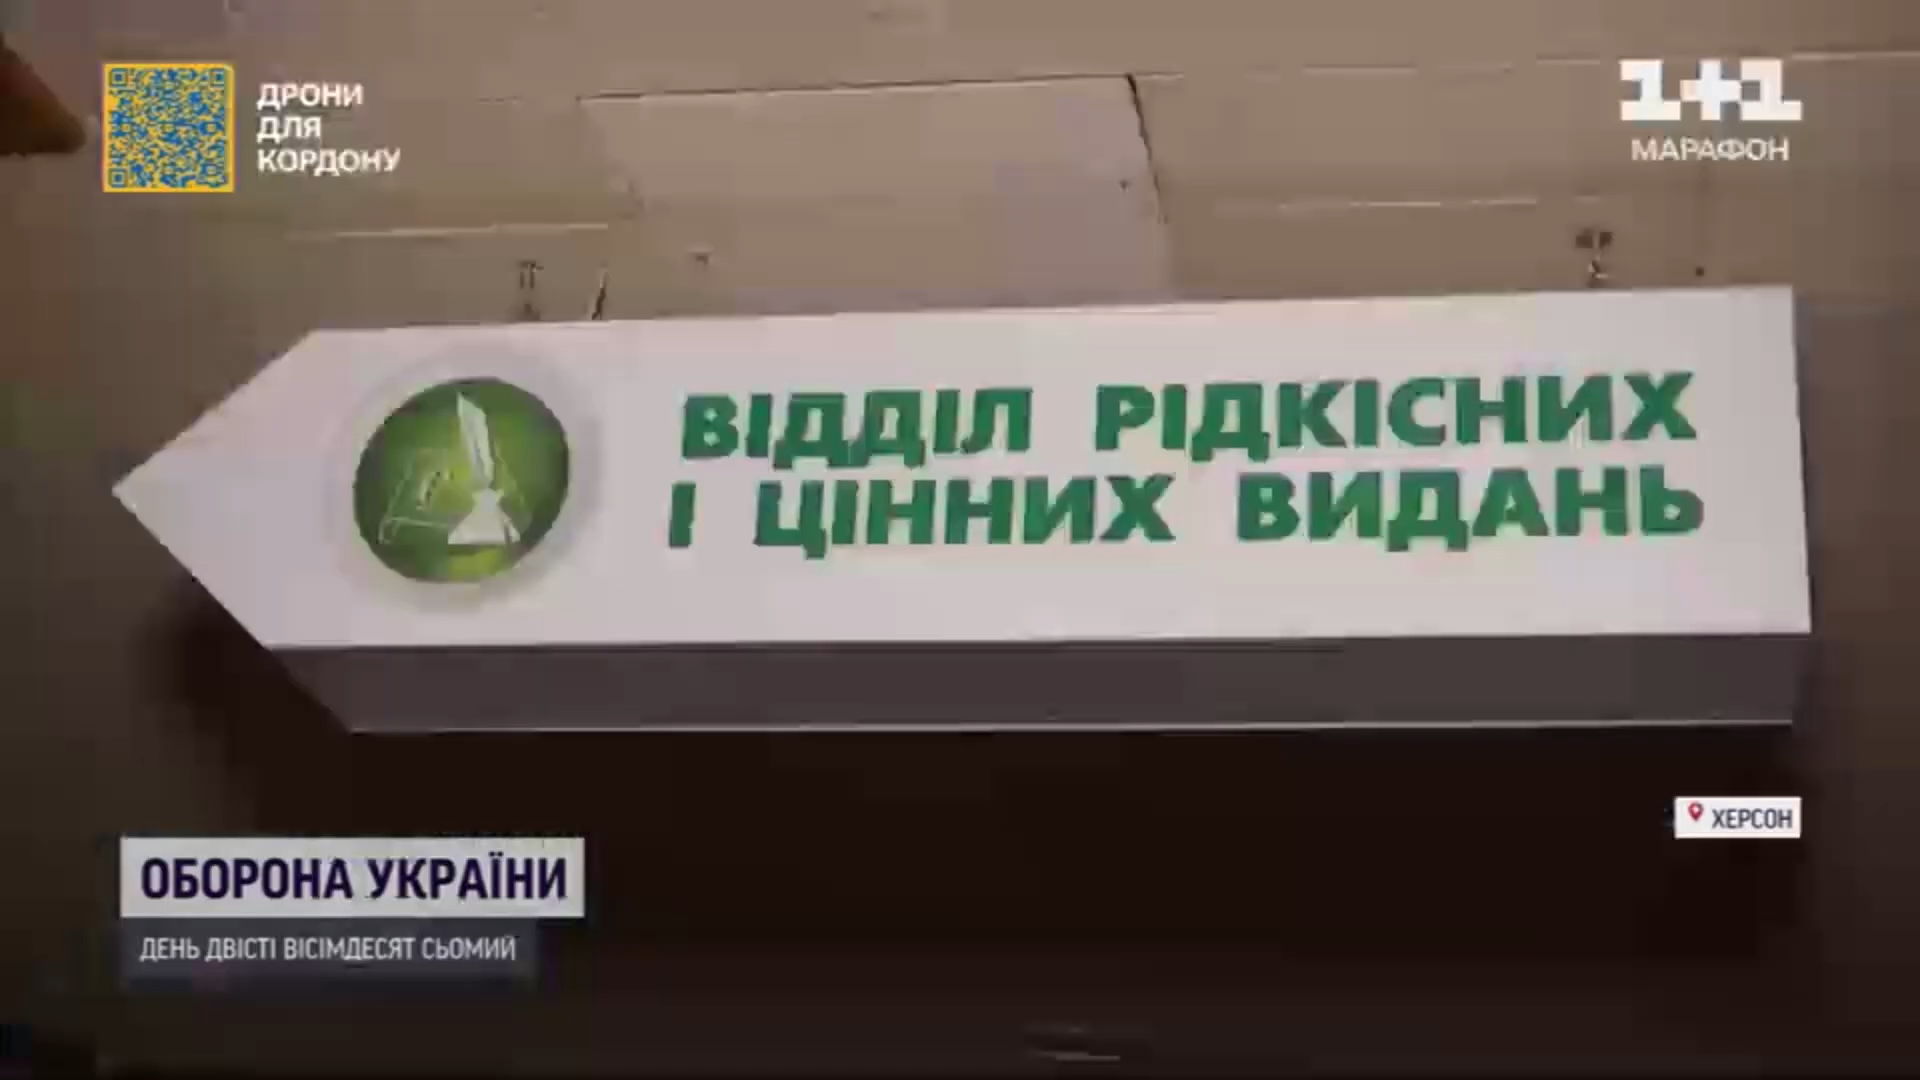 ДРОНИ
ДЛЯ
КОРДОНУ
1+1
МАРАФОН
ВІДДІЛ РІДКІСНИХ
І ЦІННИХ ВИДАНЬ
ХЕРСОН
ОБОРОНА УКРАЇНИ
ДЕНЬ ДВІСТІ ВІСІМДЕСЯТ СЬОМИЙ